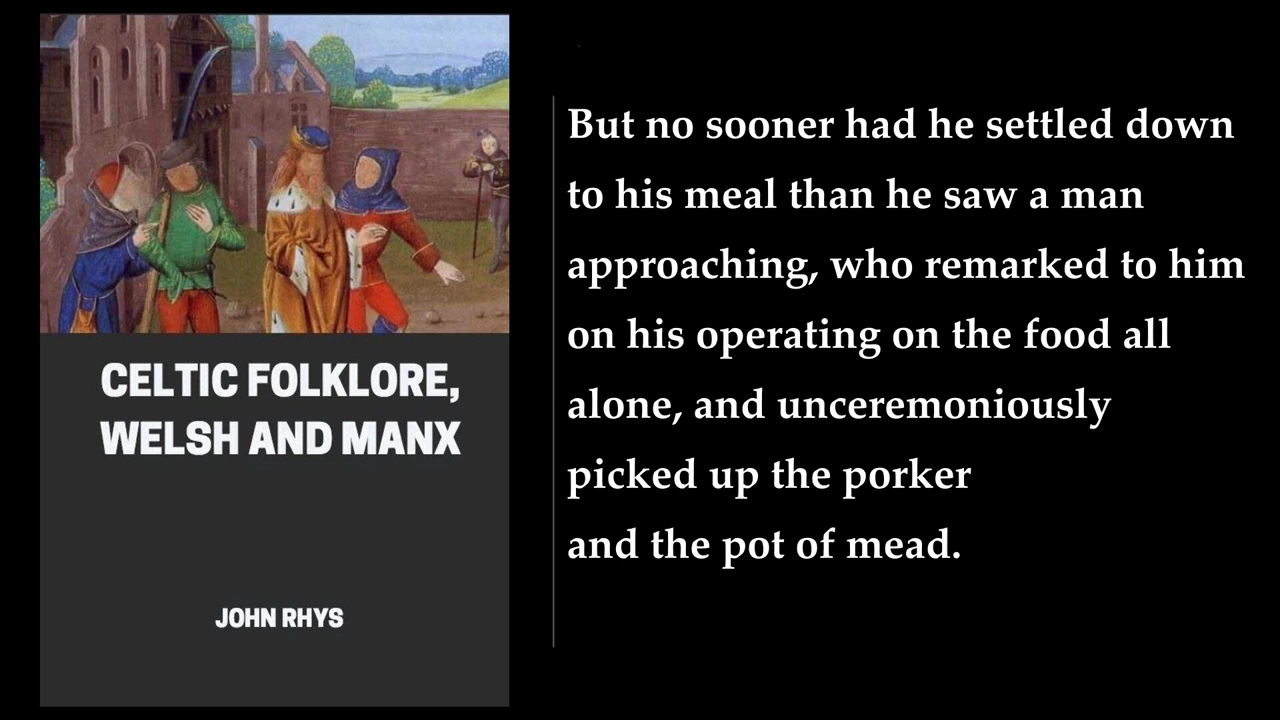 CELTIC FOLKLORE,
WELSH AND MANX
JOHN RHYS
But no sooner had he settled down
to his meal than he saw a man
approaching, who remarked to him
on his operating on the food all
alone, and unceremoniously
picked up the porker
and the pot of mead.